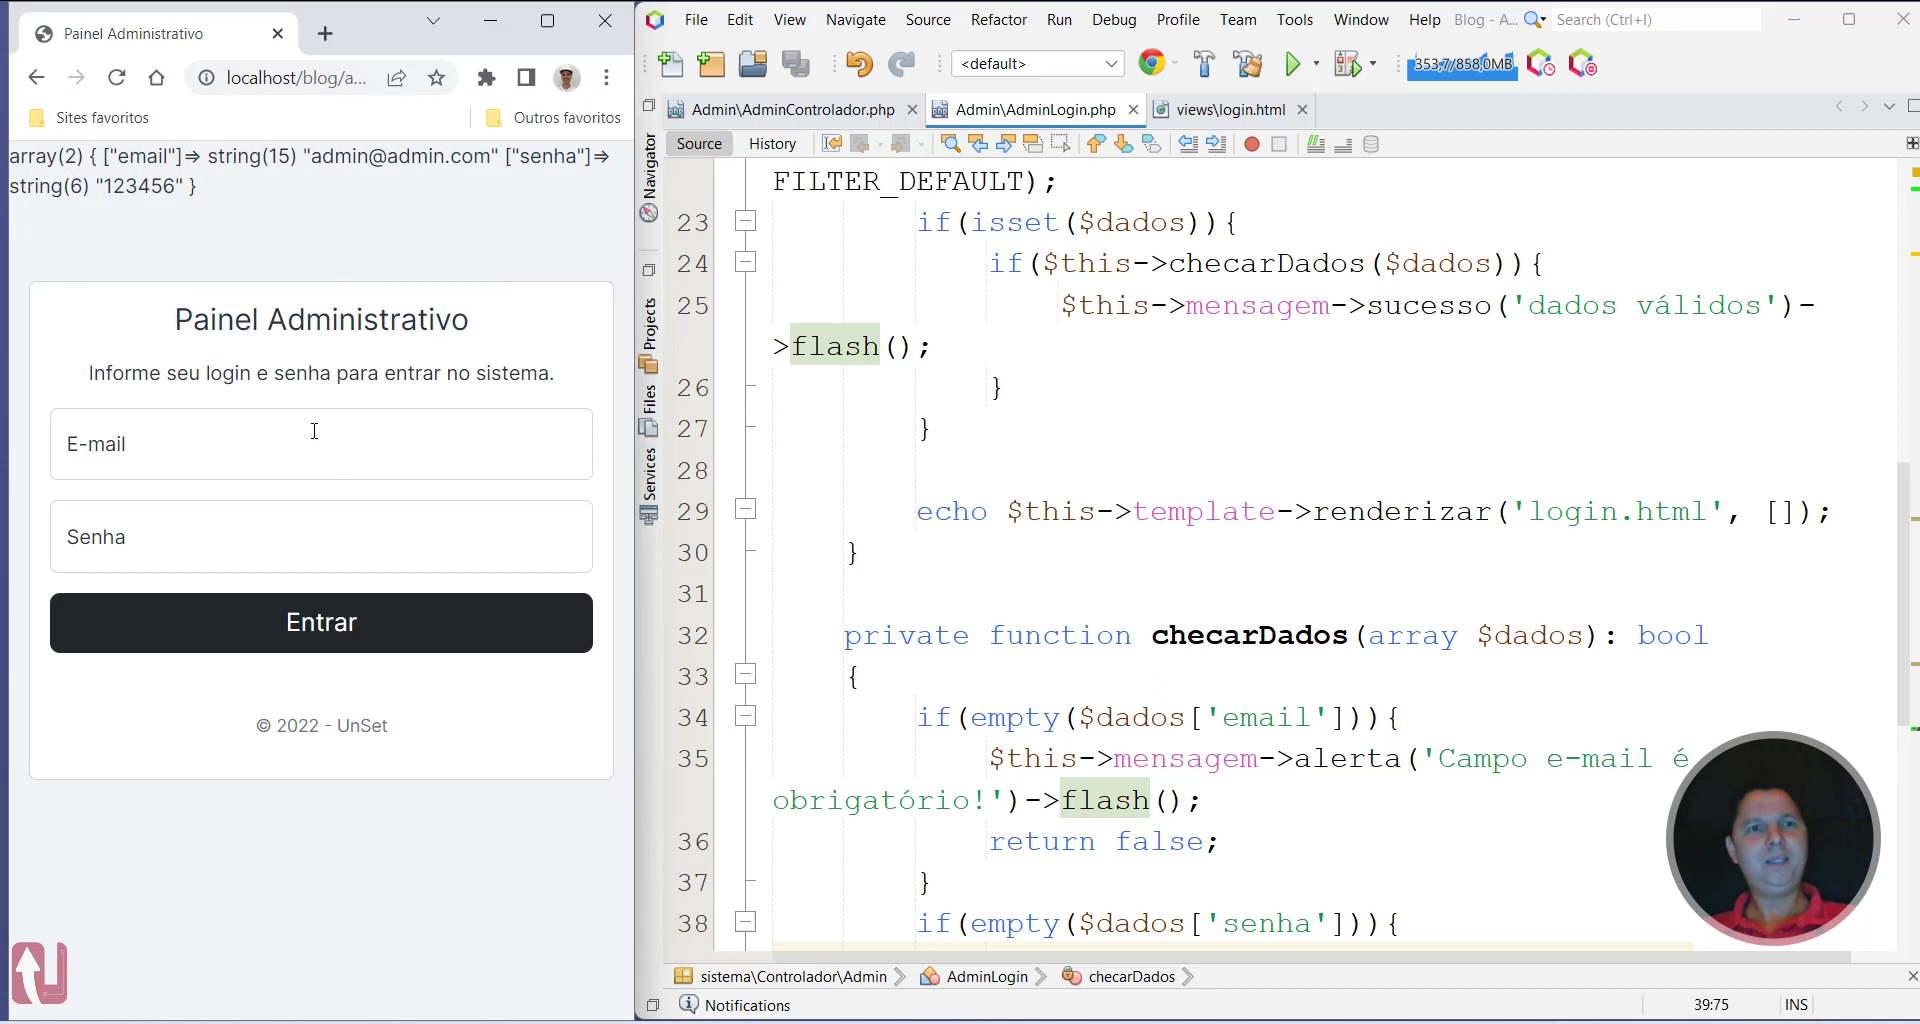 Painel Administrativo
localhost/blog/a...
Sites favoritos
Outros favoritos
array(2) { ["email"]=> string(15) "admin@admin.com" ["senha"]=>
string(6) "123456" }
Painel Administrativo
Informe seu login e senha para entrar no sistema.
E-mail
Senha
Entrar
© 2022 - UnSet
File Edit View Navigate Source Refactor Run Debug Profile Team Tools Window Help Blog - A... Search (Ctrl+I)
<default>
353,7/858,0MB
Admin\AdminControlador.php
Admin\AdminLogin.php
views\login.html
Source
History
Navigator
Projects
Files
Services
FILTER_DEFAULT);
23 if(isset($dados)){
24 if($this->checarDados($dados)){
25 $this->mensagem->sucesso('dados válidos')-
>flash();
26 }
27 }
28
29 echo $this->template->renderizar('login.html', []);
30 }
31
32 private function checarDados(array $dados): bool
33 {
34 if(empty($dados['email'])){
35 $this->mensagem->alerta('Campo e-mail é
obrigatório!')->flash();
36 return false;
37 }
38 if(empty($dados['senha'])){
sistema\Controlador\Admin
AdminLogin
checarDados
Notifications
39:75
INS